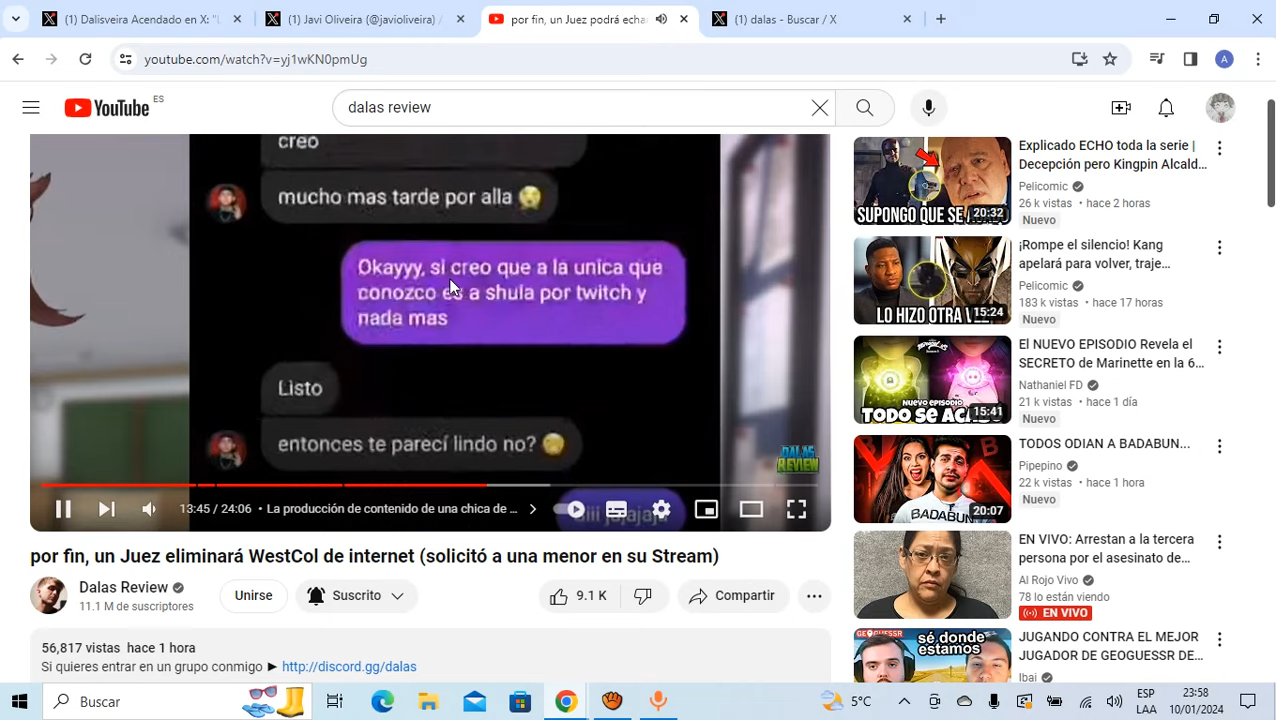 Dalisveira Acendado en X: "L
(1) Javi Oliveira (@javioliveira) /
por fin, un Juez podrá echa
(1) dalas - Buscar / X
youtube.com/watch?v=yj1wKN0pmUg
YouTube ES
dalas review
creo
mucho mas tarde por alla
Okayyy, si creo que a la unica que
conozco es a shula por twitch y
nada mas
Listo
entonces te parecí lindo no?
DALAS
REVIEW
13:45 / 24:06 • La producción de contenido de una chica de ...
por fin, un Juez eliminará WestCol de internet (solicitó a una menor en su Stream)
Dalas Review
11.1 M de suscriptores
Unirse
Suscrito
9.1 K
Compartir
56,817 vistas hace 1 hora
Si quieres entrar en un grupo conmigo ► http://discord.gg/dalas
Explicado ECHO toda la serie |
Decepción pero Kingpin Alcald...
Pelicomic
26 k vistas • hace 2 horas
Nuevo
20:32
¡Rompe el silencio! Kang
apelará para volver, traje...
Pelicomic
183 k vistas • hace 17 horas
Nuevo
LO HIZO OTRA VEZ
15:24
El NUEVO EPISODIO Revela el
SECRETO de Marinette en la 6...
Nathaniel FD
21 k vistas • hace 1 día
Nuevo
NUEVO EPISODIO
TODO SE ACABÓ
15:41
TODOS ODIAN A BADABUN...
Pipepino
22 k vistas • hace 1 hora
Nuevo
BADABUN
20:07
EN VIVO: Arrestan a la tercera
persona por el asesinato de...
Al Rojo Vivo
78 lo están viendo
EN VIVO
JUGANDO CONTRA EL MEJOR
JUGADOR DE GEOGUESSR DE...
Ibai
GEOGUESSR
sé donde
estamos
Buscar
5°C
ESP
LAA
23:58
10/01/2024